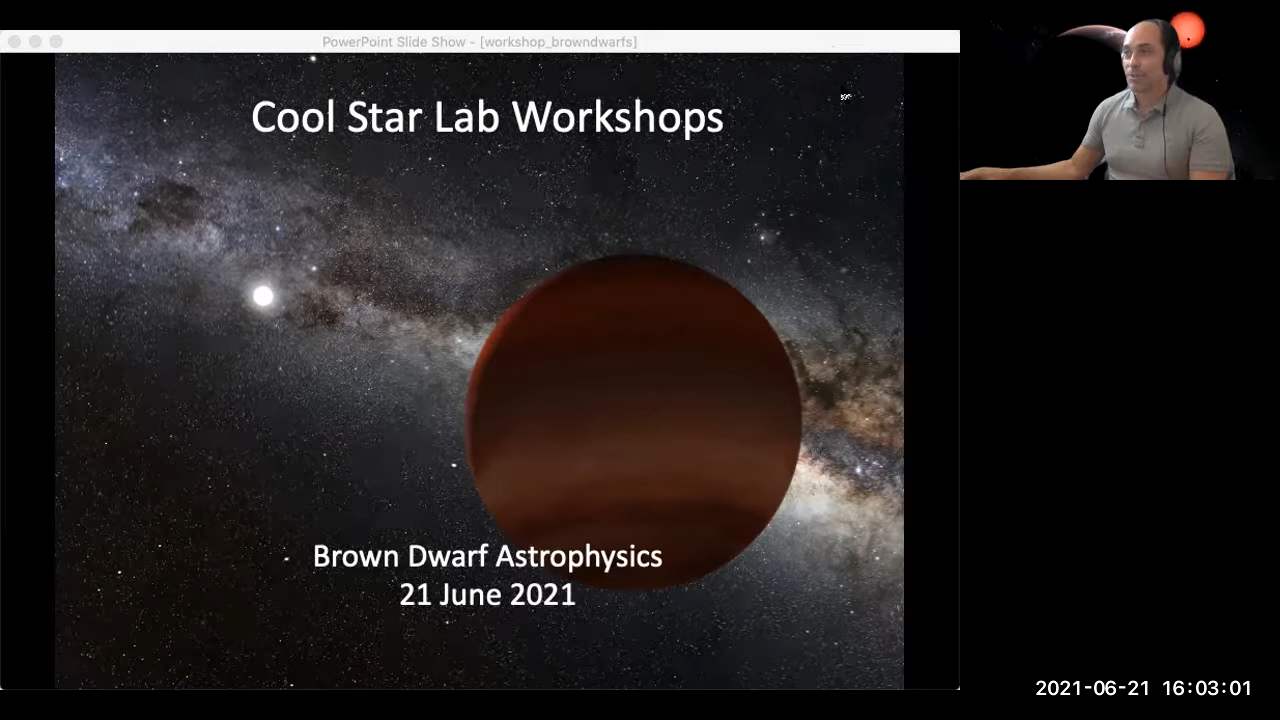 PowerPoint Slide Show - [workshop_browndwarfs]
Cool Star Lab Workshops
Brown Dwarf Astrophysics
21 June 2021
2021-06-21 16:03:01